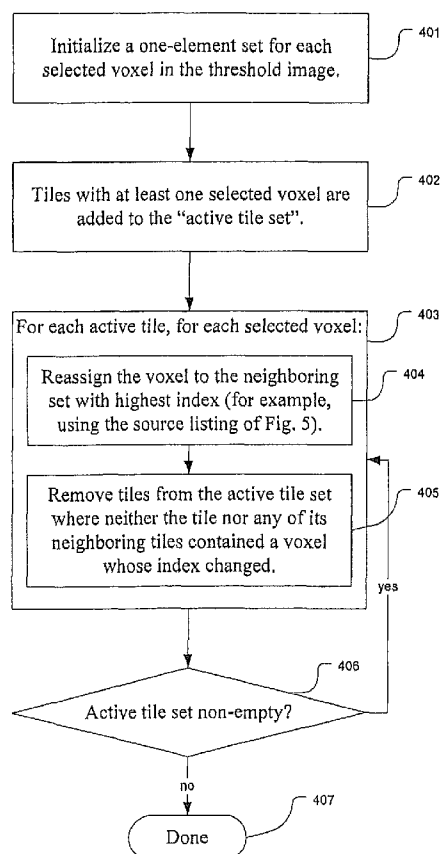 Initialize a one-element set for each
selected voxel in the threshold image.
401
Tiles with at least one selected voxel are
added to the “active tile set”.
402
For each active tile, for each selected voxel:
403
Reassign the voxel to the neighboring
set with highest index (for example,
using the source listing of Fig. 5).
404
Remove tiles from the active tile set
where neither the tile nor any of its
neighboring tiles contained a voxel
whose index changed.
405
yes
406
Active tile set non-empty?
no
407
Done